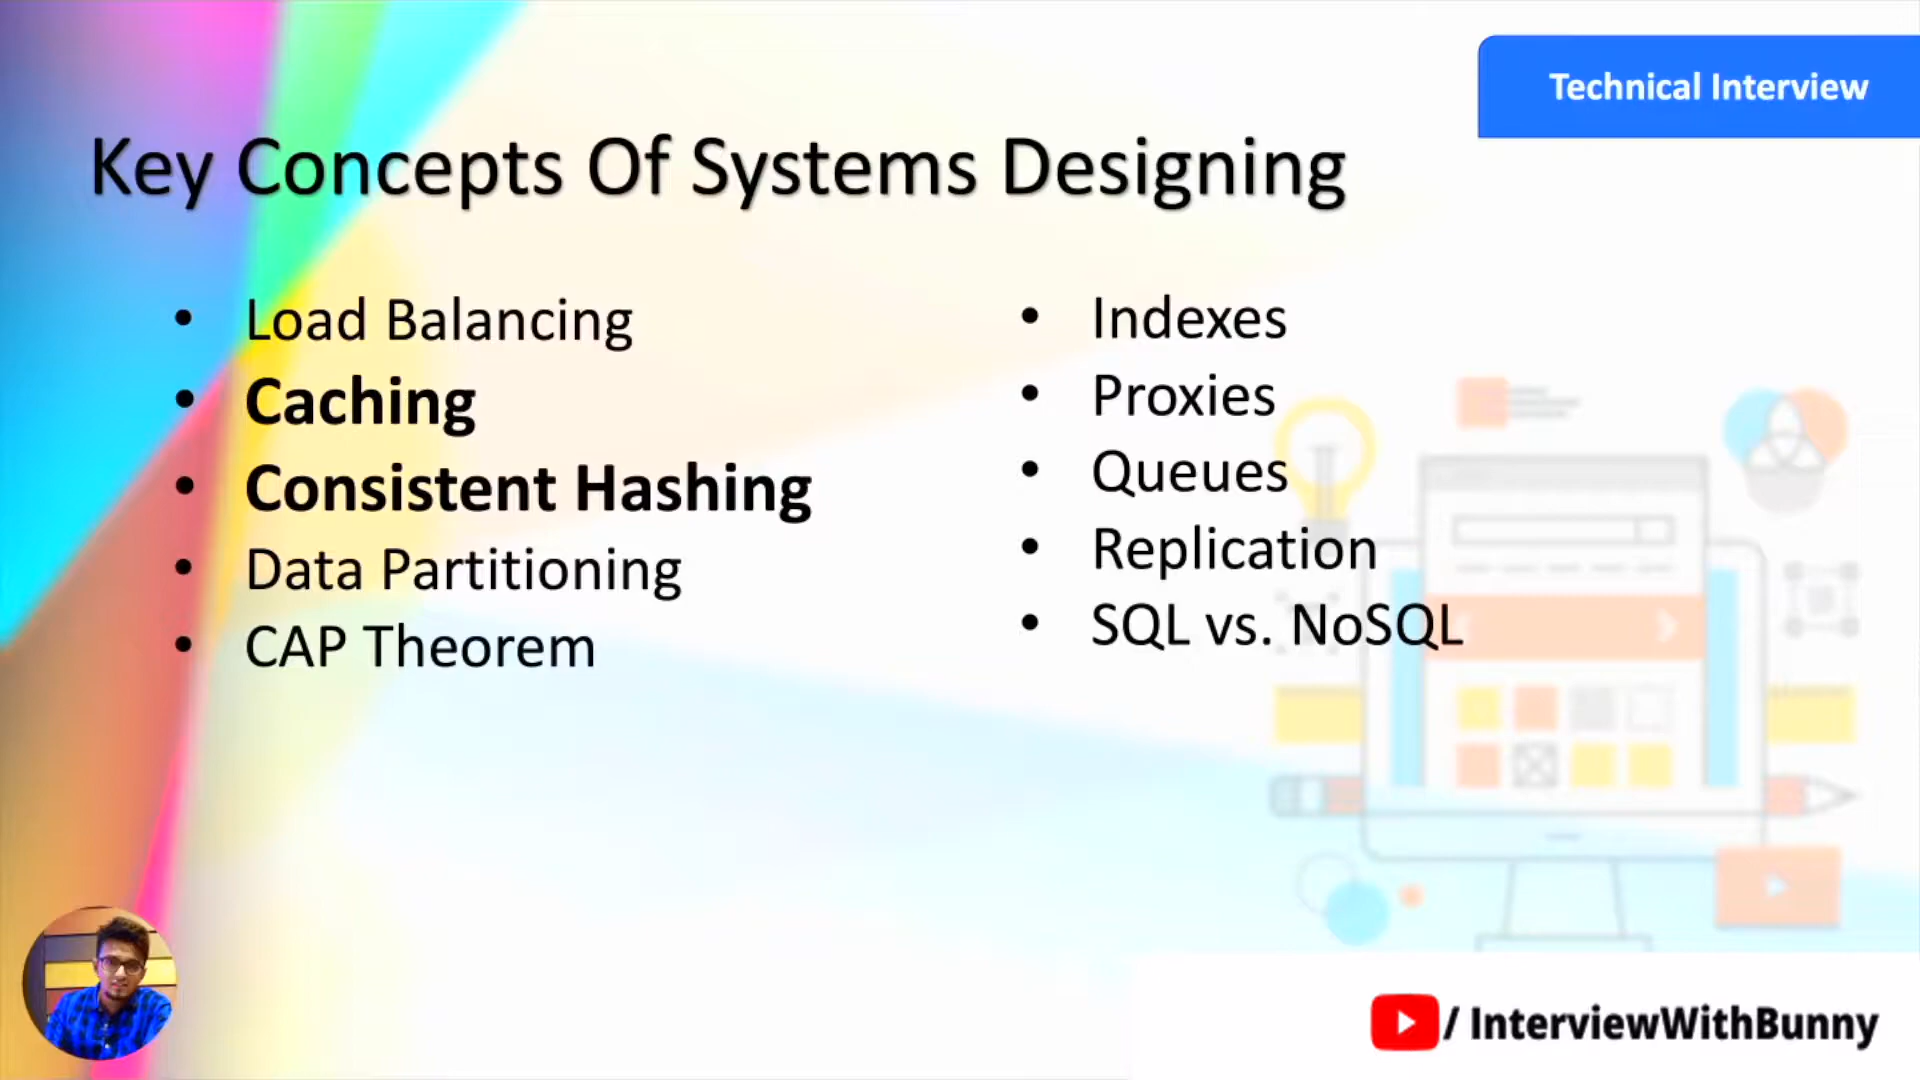 Technical Interview
Key Concepts Of Systems Designing
• Load Balancing
• Caching
• Consistent Hashing
• Data Partitioning
• CAP Theorem
• Indexes
• Proxies
• Queues
• Replication
• SQL vs. NoSQL
/ InterviewWithBunny